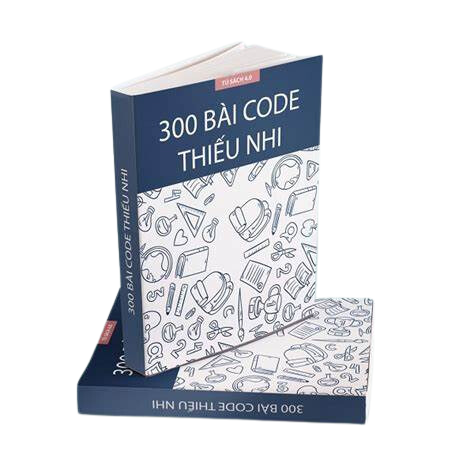 TỦ SÁCH 4.0
300 BÀI CODE
THIẾU NHI
300 BÀI CODE THIẾU NHI
300 BÀI CODE THIẾU NHI